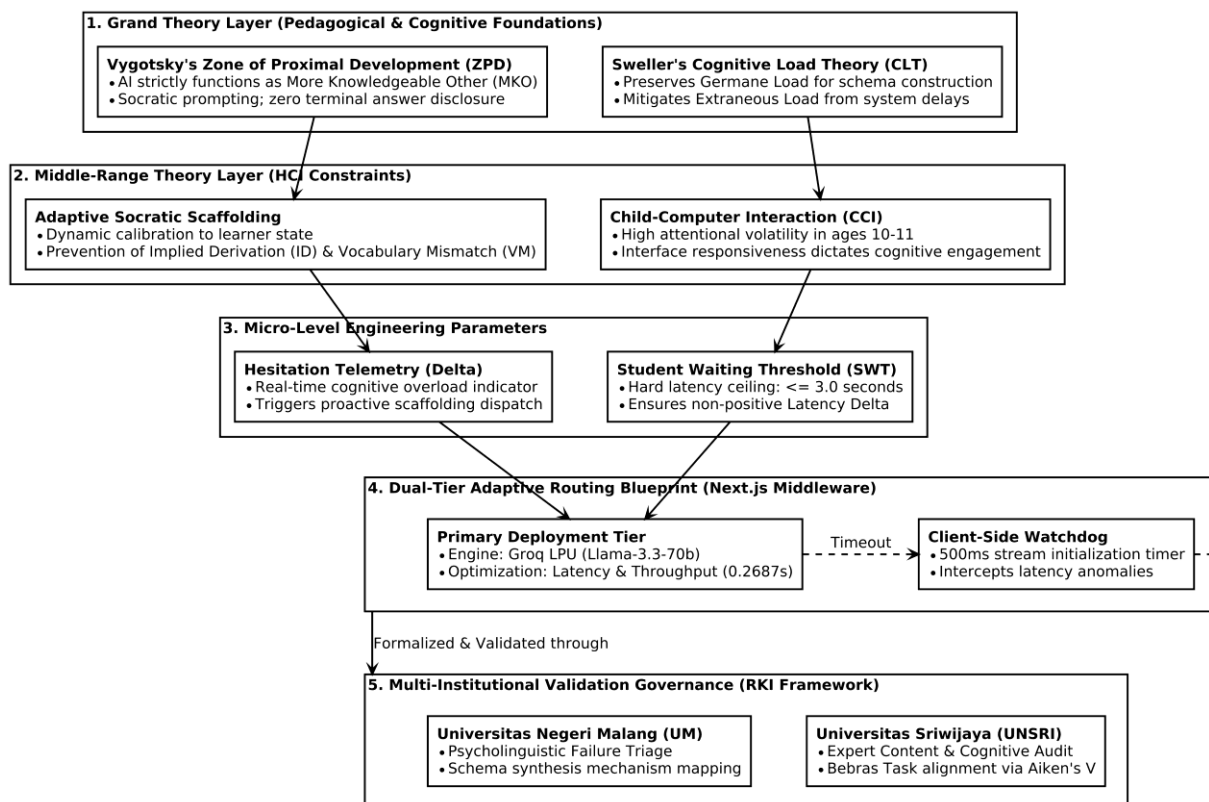 1. Grand Theory Layer (Pedagogical & Cognitive Foundations)
Vygotsky's Zone of Proximal Development (ZPD)
• AI strictly functions as More Knowledgeable Other (MKO)
• Socratic prompting; zero terminal answer disclosure
Sweller's Cognitive Load Theory (CLT)
• Preserves Germane Load for schema construction
• Mitigates Extraneous Load from system delays
2. Middle-Range Theory Layer (HCI Constraints)
Adaptive Socratic Scaffolding
• Dynamic calibration to learner state
• Prevention of Implied Derivation (ID) & Vocabulary Mismatch (VM)
Child-Computer Interaction (CCI)
• High attentional volatility in ages 10-11
• Interface responsiveness dictates cognitive engagement
3. Micro-Level Engineering Parameters
Hesitation Telemetry (Delta)
• Real-time cognitive overload indicator
• Triggers proactive scaffolding dispatch
Student Waiting Threshold (SWT)
• Hard latency ceiling: <= 3.0 seconds
• Ensures non-positive Latency Delta
4. Dual-Tier Adaptive Routing Blueprint (Next.js Middleware)
Primary Deployment Tier
• Engine: Groq LPU (Llama-3.3-70b)
• Optimization: Latency & Throughput (0.2687s)
Timeout
Client-Side Watchdog
• 500ms stream initialization timer
• Intercepts latency anomalies
Formalized & Validated through
5. Multi-Institutional Validation Governance (RKI Framework)
Universitas Negeri Malang (UM)
• Psycholinguistic Failure Triage
• Schema synthesis mechanism mapping
Universitas Sriwijaya (UNSRI)
• Expert Content & Cognitive Audit
• Bebras Task alignment via Aiken's V